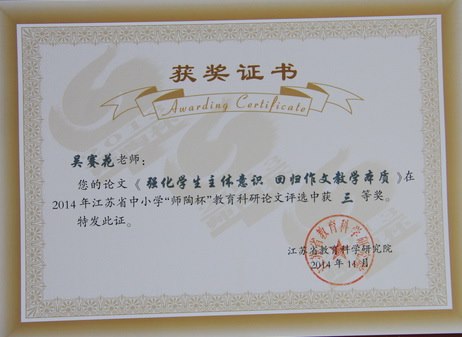 获奖证书
Awarding Certificate
吴赛花老师：
您的论文《强化学生主体意识 回归作文教学本质》在
2014年江苏省中小学“师陶杯”教育科研论文评选中获 三 等奖。
特发此证。
江苏省教育科学研究院
2014年11月